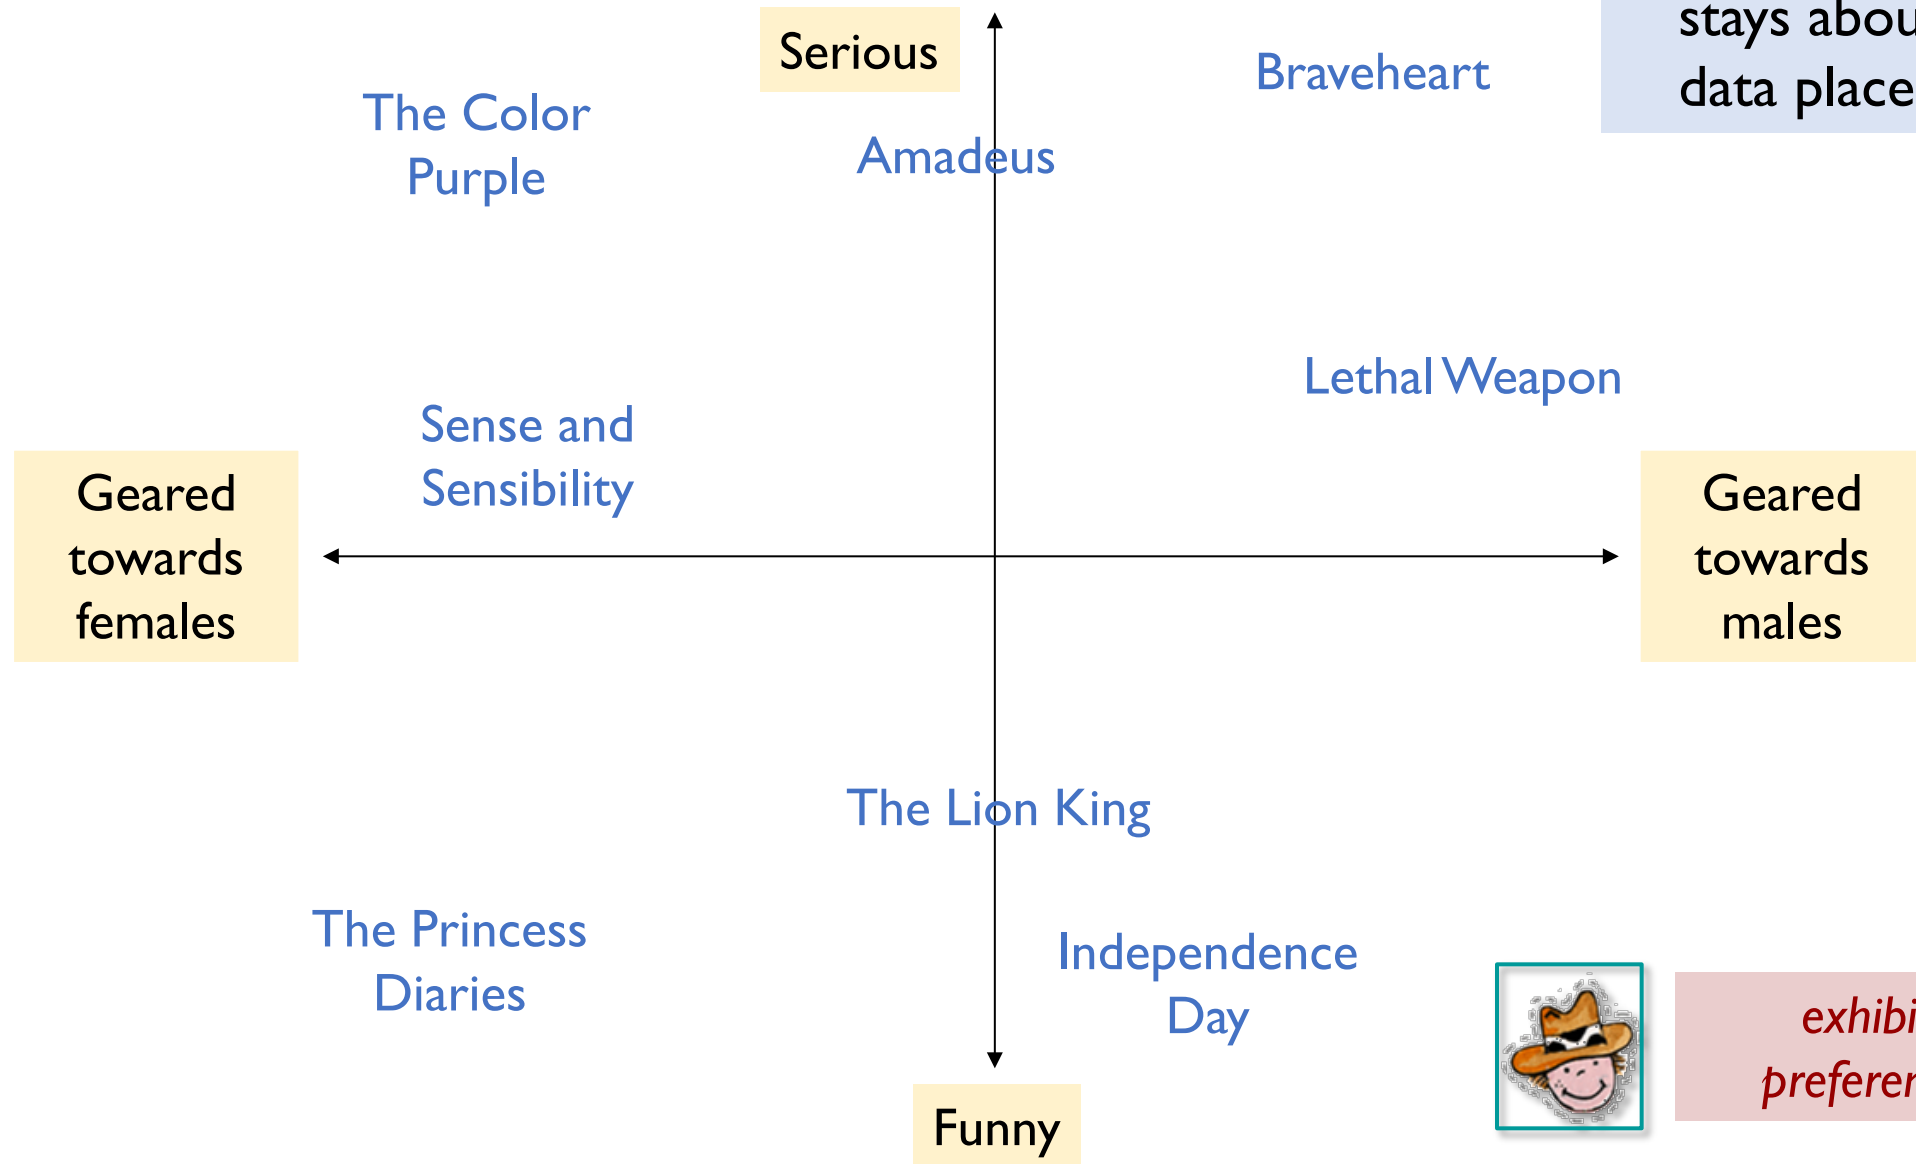 stays abou
data place
Serious
Braveheart
The Color
Purple
Amadeus
Lethal Weapon
Sense and
Sensibility
Geared
towards
females
Geared
towards
males
The Lion King
The Princess
Diaries
Independence
Day
exhibi
preferen
Funny